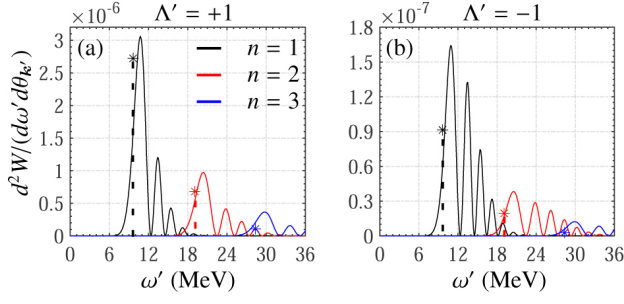 ×10⁻⁶ Λ′ = +1
(a)
n = 1
n = 2
n = 3
d²W/(dω′dθₖ′)
3
2.5
2
1.5
1
0.5
0
0 6 12 18 24 30 36
ω′ (MeV)
×10⁻⁷ Λ′ = −1
(b)
1.8
1.5
1.2
0.9
0.6
0.3
0
0 6 12 18 24 30 36
ω′ (MeV)